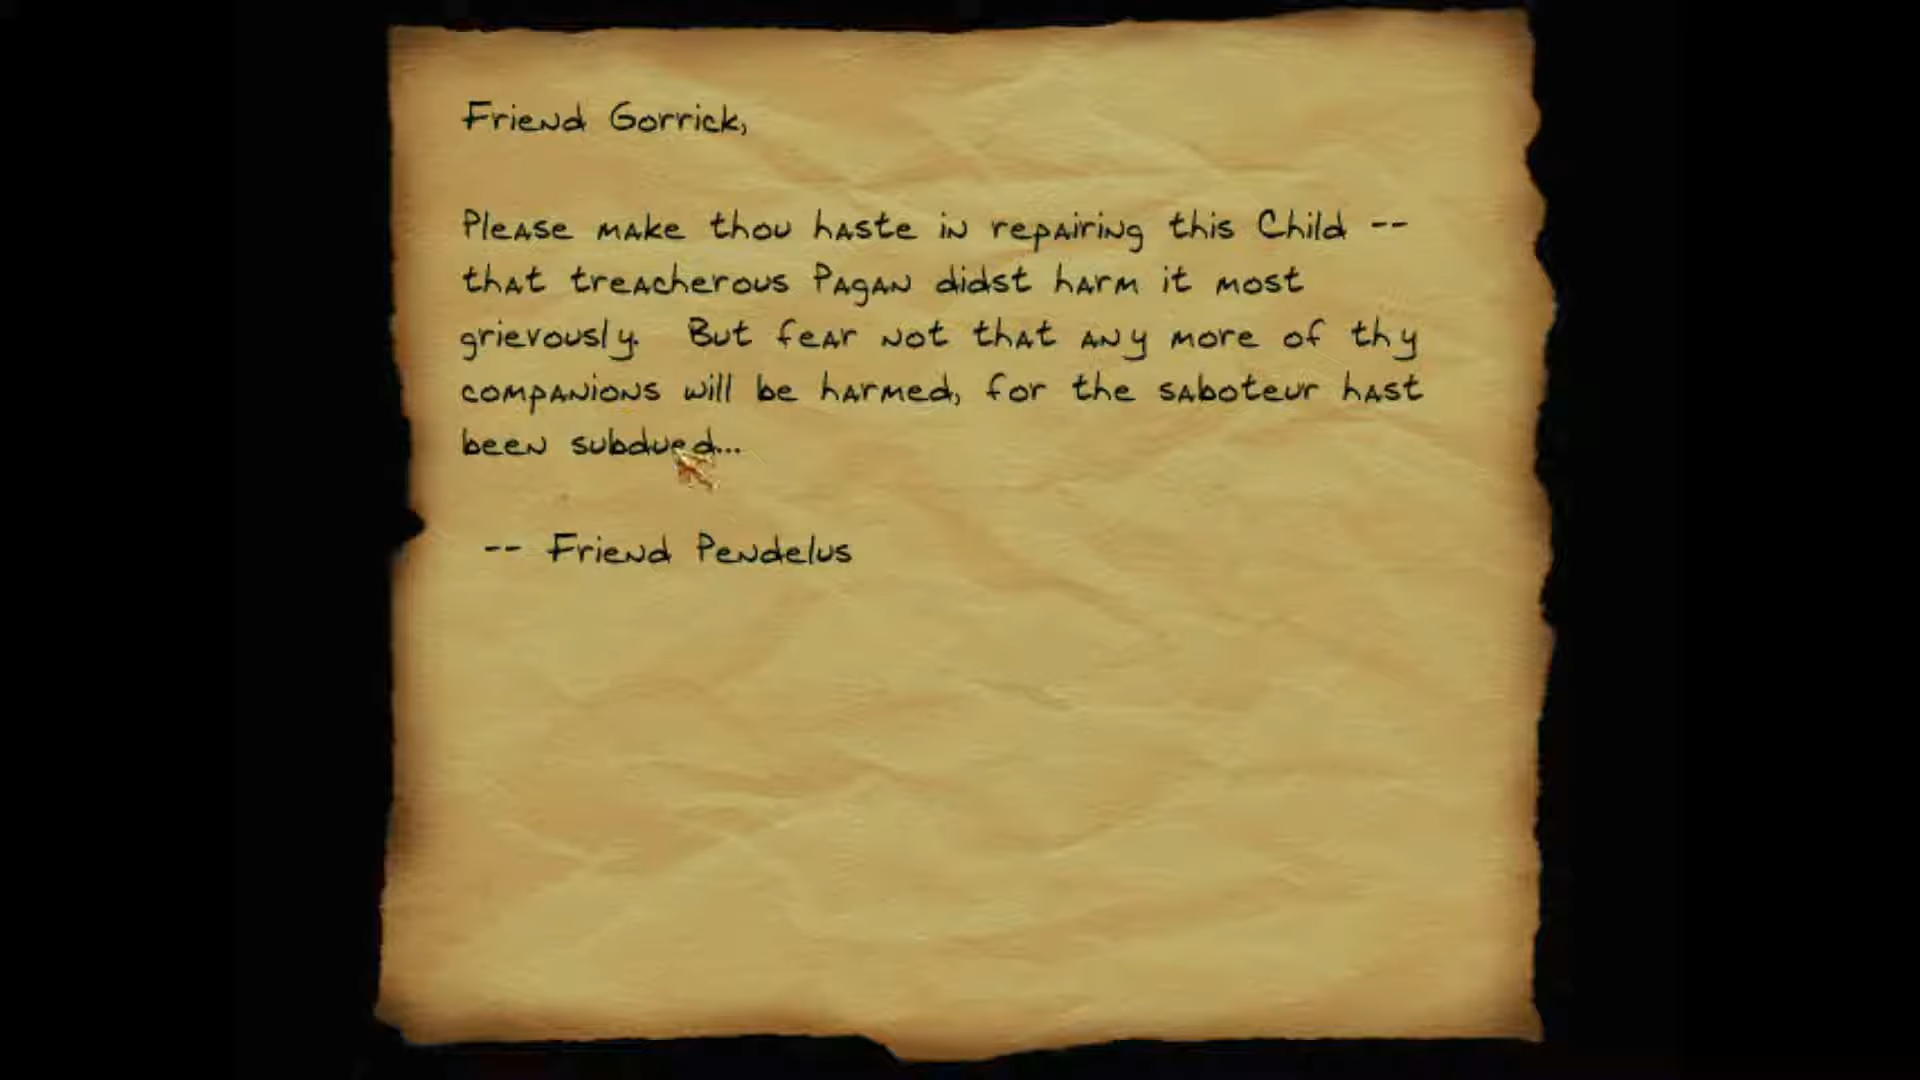 Friend Gorrick,
Please make thou haste in repairing this Child --
that treacherous Pagan didst harm it most
grievously. But fear not that any more of thy
companions will be harmed, for the saboteur hast
been subdued...
-- Friend Pendelus